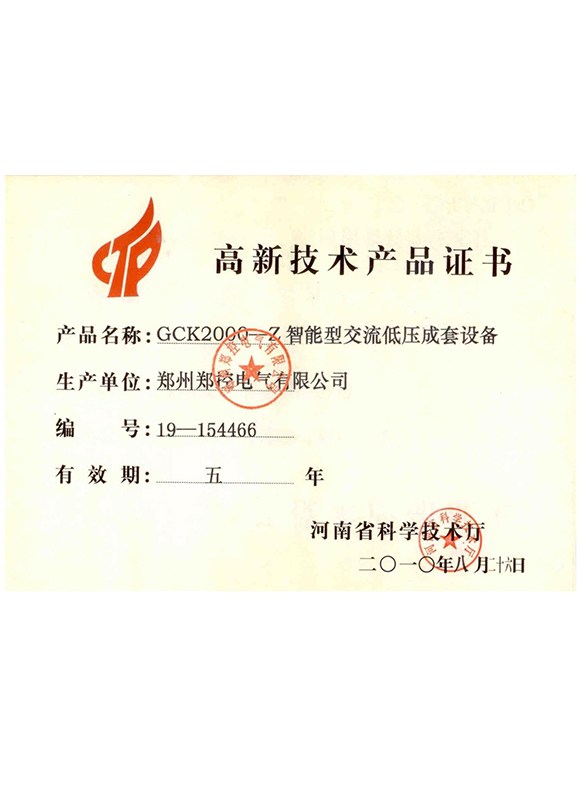 CTP
高新技术产品证书
产品名称：GCK2000—Z智能型交流低压成套设备
生产单位：郑州郑控电气有限公司
编 号：19—154466
有效期： 五 年
河南省科学技术厅
二〇一〇年八月二十六日